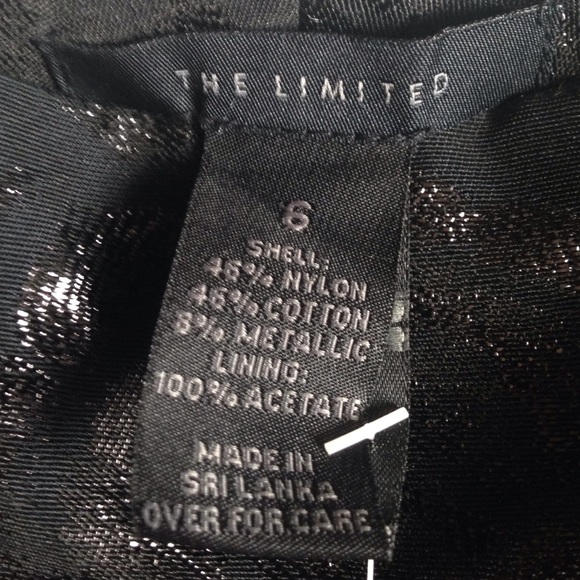 THE LIMITED
6
SHELL:
46% NYLON
46% COTTON
8% METALLIC
LINING:
100% ACETATE
MADE IN
SRI LANKA
OVER FOR CARE